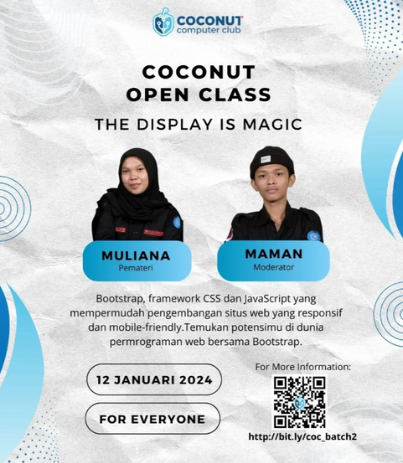 COCONUT
computer club
COCONUT
OPEN CLASS
THE DISPLAY IS MAGIC
MULIANA
Pemateri
MAMAN
Moderator
Bootstrap, framework CSS dan JavaScript yang
mempermudah pengembangan situs web yang responsif
dan mobile-friendly.Temukan potensimu di dunia
permrograman web bersama Bootstrap.
12 JANUARI 2024
FOR EVERYONE
For More Information:
http://bit.ly/coc_batch2